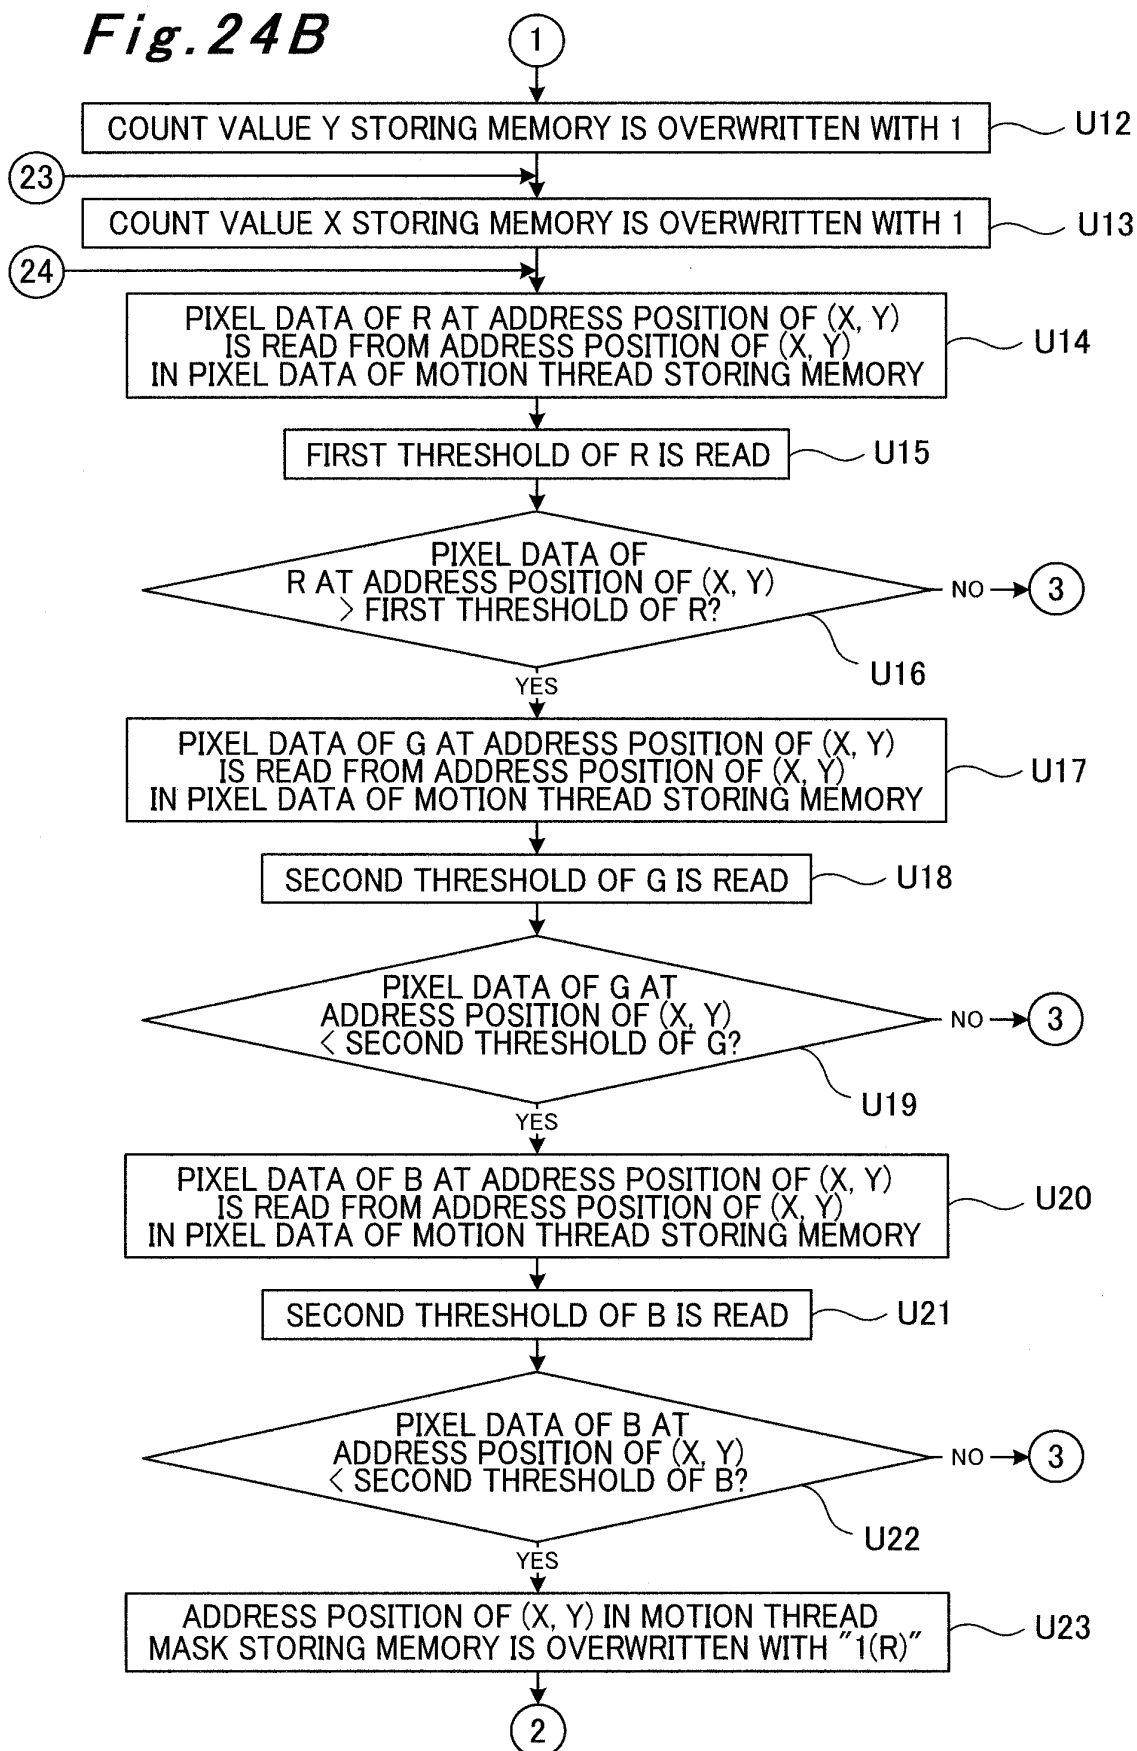 Fig.24B
1
COUNT VALUE Y STORING MEMORY IS OVERWRITTEN WITH 1
U12
23
COUNT VALUE X STORING MEMORY IS OVERWRITTEN WITH 1
U13
24
PIXEL DATA OF R AT ADDRESS POSITION OF (X, Y)
IS READ FROM ADDRESS POSITION OF (X, Y)
IN PIXEL DATA OF MOTION THREAD STORING MEMORY
U14
FIRST THRESHOLD OF R IS READ
U15
PIXEL DATA OF
R AT ADDRESS POSITION OF (X, Y)
> FIRST THRESHOLD OF R?
NO
3
U16
YES
PIXEL DATA OF G AT ADDRESS POSITION OF (X, Y)
IS READ FROM ADDRESS POSITION OF (X, Y)
IN PIXEL DATA OF MOTION THREAD STORING MEMORY
U17
SECOND THRESHOLD OF G IS READ
U18
PIXEL DATA OF G AT
ADDRESS POSITION OF (X, Y)
< SECOND THRESHOLD OF G?
NO
3
U19
YES
PIXEL DATA OF B AT ADDRESS POSITION OF (X, Y)
IS READ FROM ADDRESS POSITION OF (X, Y)
IN PIXEL DATA OF MOTION THREAD STORING MEMORY
U20
SECOND THRESHOLD OF B IS READ
U21
PIXEL DATA OF B AT
ADDRESS POSITION OF (X, Y)
< SECOND THRESHOLD OF B?
NO
3
U22
YES
ADDRESS POSITION OF (X, Y) IN MOTION THREAD
MASK STORING MEMORY IS OVERWRITTEN WITH "1(R)"
U23
2